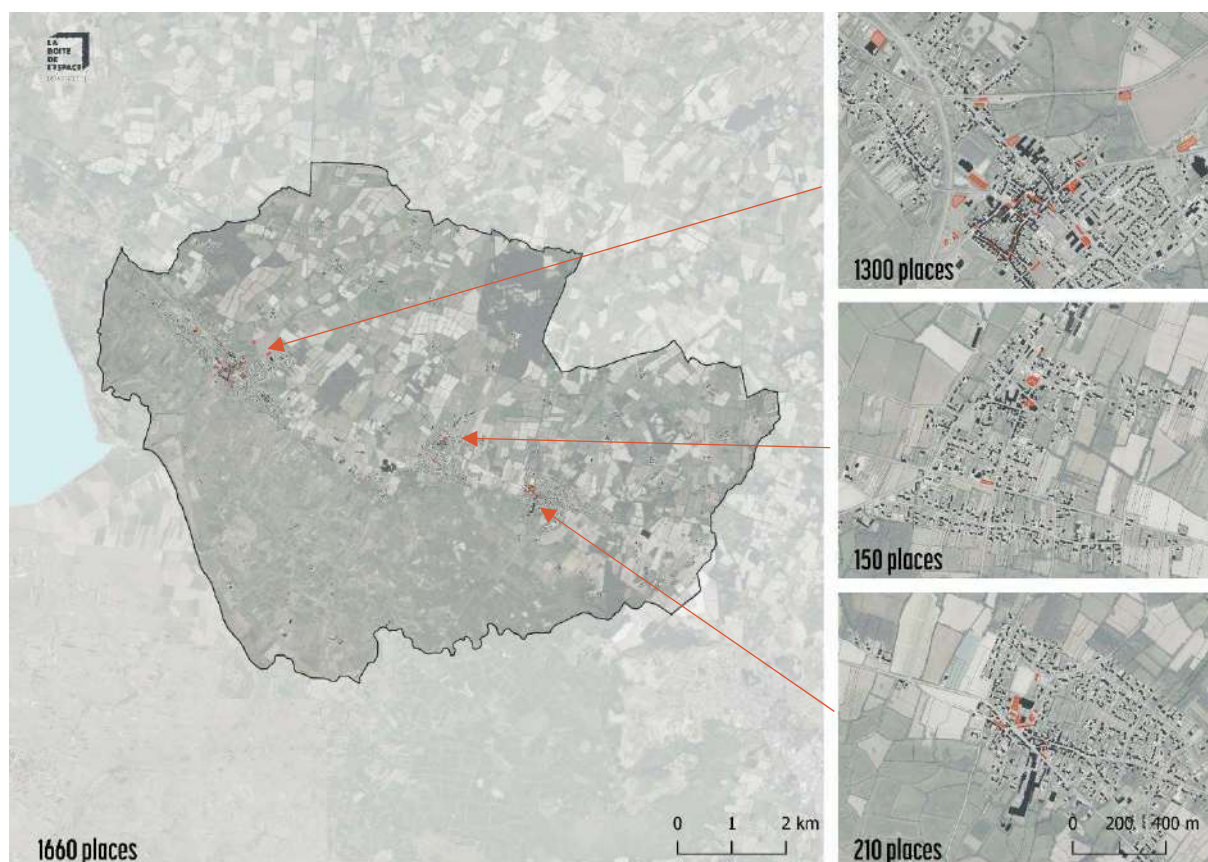 LA
BOITE
DE
L'ESPACE
1300 places
150 places
0 1 2 km
1660 places
0 200 400 m
210 places